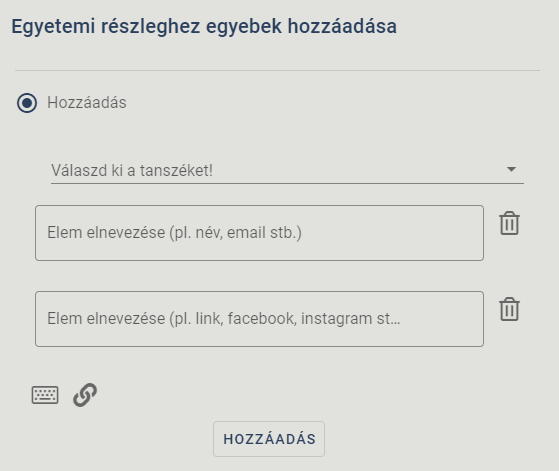 Egyetemi részleghez egyebek hozzáadása
Hozzáadás
Válaszd ki a tanszéket!
Elem elnevezése (pl. név, email stb.)
Elem elnevezése (pl. link, facebook, instagram st...
HOZZÁADÁS